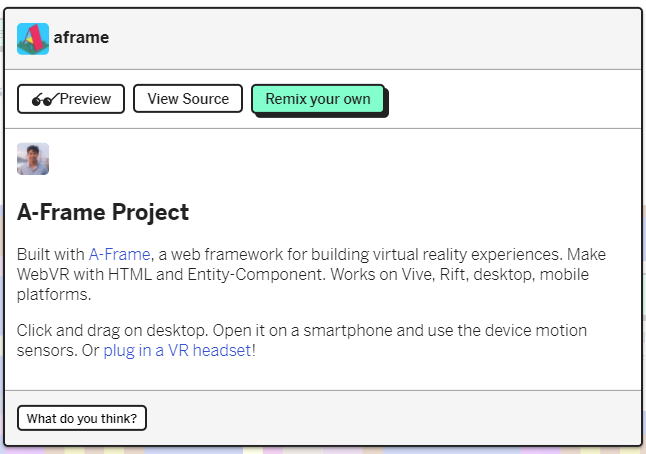 aframe
Preview
View Source
Remix your own
A-Frame Project
Built with A-Frame, a web framework for building virtual reality experiences. Make
WebVR with HTML and Entity-Component. Works on Vive, Rift, desktop, mobile
platforms.
Click and drag on desktop. Open it on a smartphone and use the device motion
sensors. Or plug in a VR headset!
What do you think?